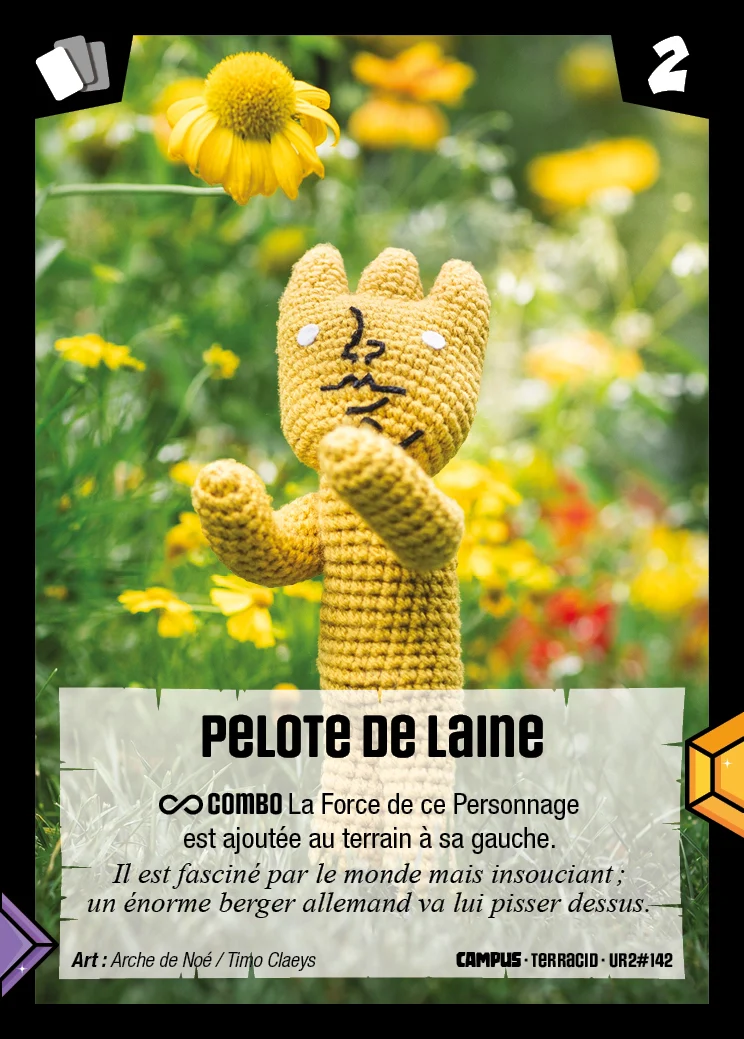 2
PELOTE DE LAINE
COMBO La Force de ce Personnage
est ajoutée au terrain à sa gauche.
Il est fasciné par le monde mais insouciant ;
un énorme berger allemand va lui pisser dessus.
Art : Arche de Noé / Timo Claeys
CAMPUS · TERRACID · UR2#142